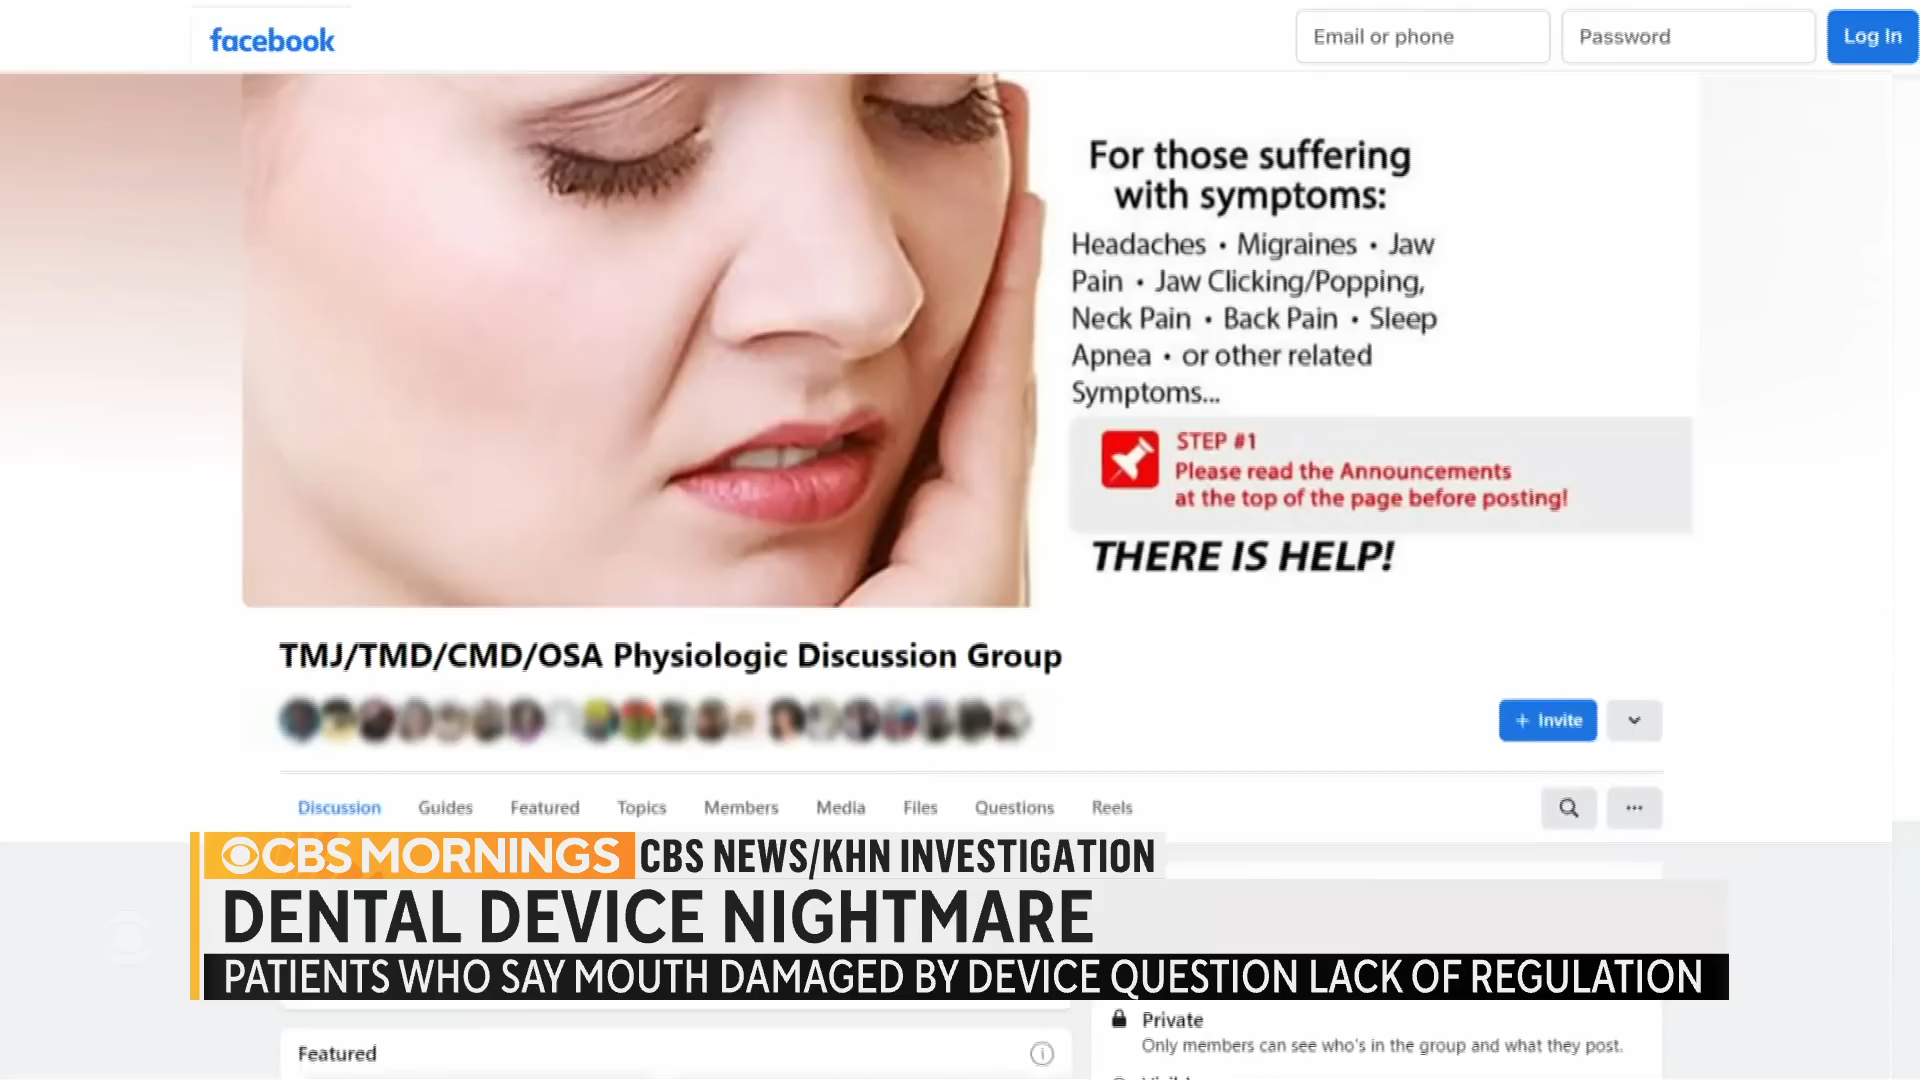 facebook
Email or phone
Password
Log In
For those suffering
with symptoms:
Headaches • Migraines • Jaw
Pain • Jaw Clicking/Popping,
Neck Pain • Back Pain • Sleep
Apnea • or other related
Symptoms...
STEP #1
Please read the Announcements
at the top of the page before posting!
THERE IS HELP!
TMJ/TMD/CMD/OSA Physiologic Discussion Group
+ Invite
Discussion
Guides
Featured
Topics
Members
Media
Files
Questions
Reels
CBS MORNINGS
CBS NEWS/KHN INVESTIGATION
DENTAL DEVICE NIGHTMARE
PATIENTS WHO SAY MOUTH DAMAGED BY DEVICE QUESTION LACK OF REGULATION
Private
Only members can see who's in the group and what they post.
Featured